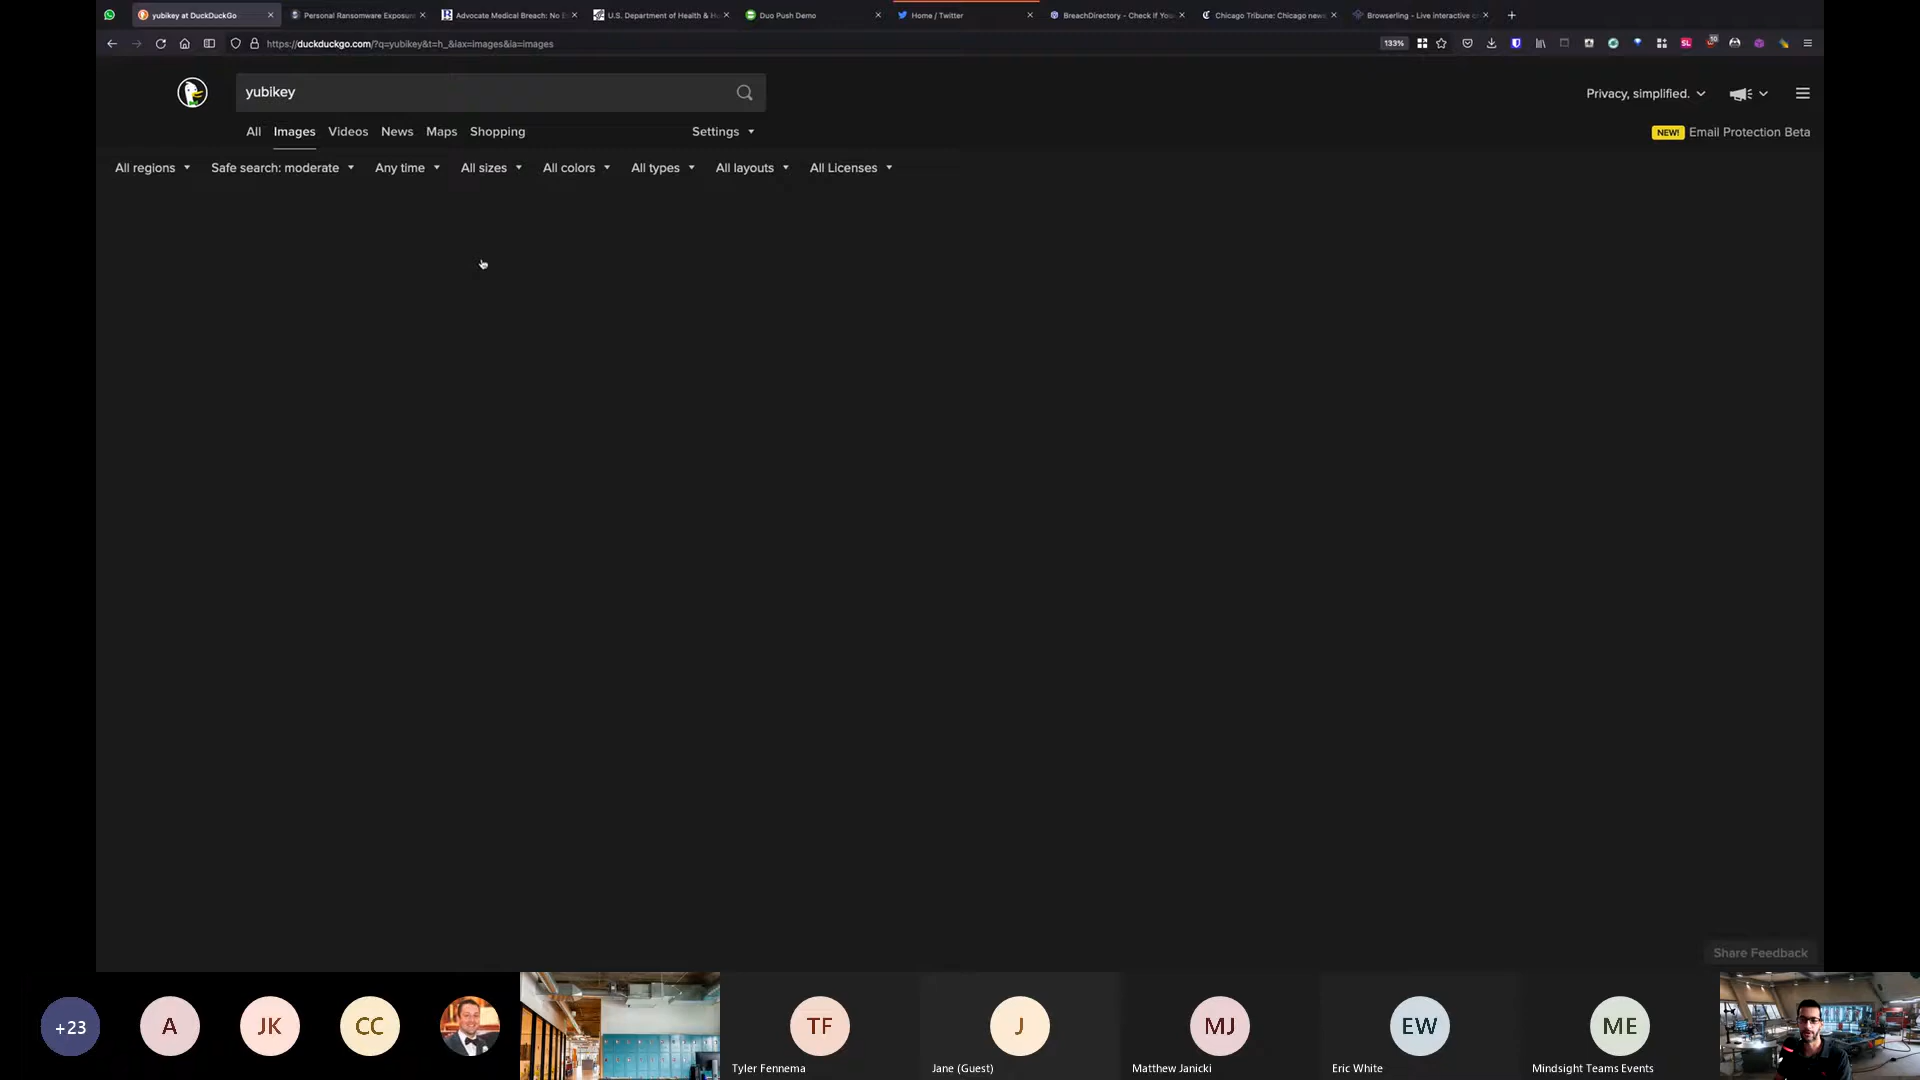 yubikey at DuckDuckGo
Personal Ransomware Exposur
Advocate Medical Breach: No E
U.S. Department of Health & H
Duo Push Demo
Home / Twitter
BreachDirectory - Check If You
Chicago Tribune: Chicago news
Browserling - Live interactive c
https://duckduckgo.com/?q=yubikey&t=h_&iax=images&ia=images
133%
SL
10
yubikey
Privacy, simplified.
All Images Videos News Maps Shopping
Settings
NEW! Email Protection Beta
All regions
Safe search: moderate
Any time
All sizes
All colors
All types
All layouts
All Licenses
Share Feedback
+23
A
JK
CC
TF
Tyler Fennema
J
Jane (Guest)
MJ
Matthew Janicki
EW
Eric White
ME
Mindsight Teams Events